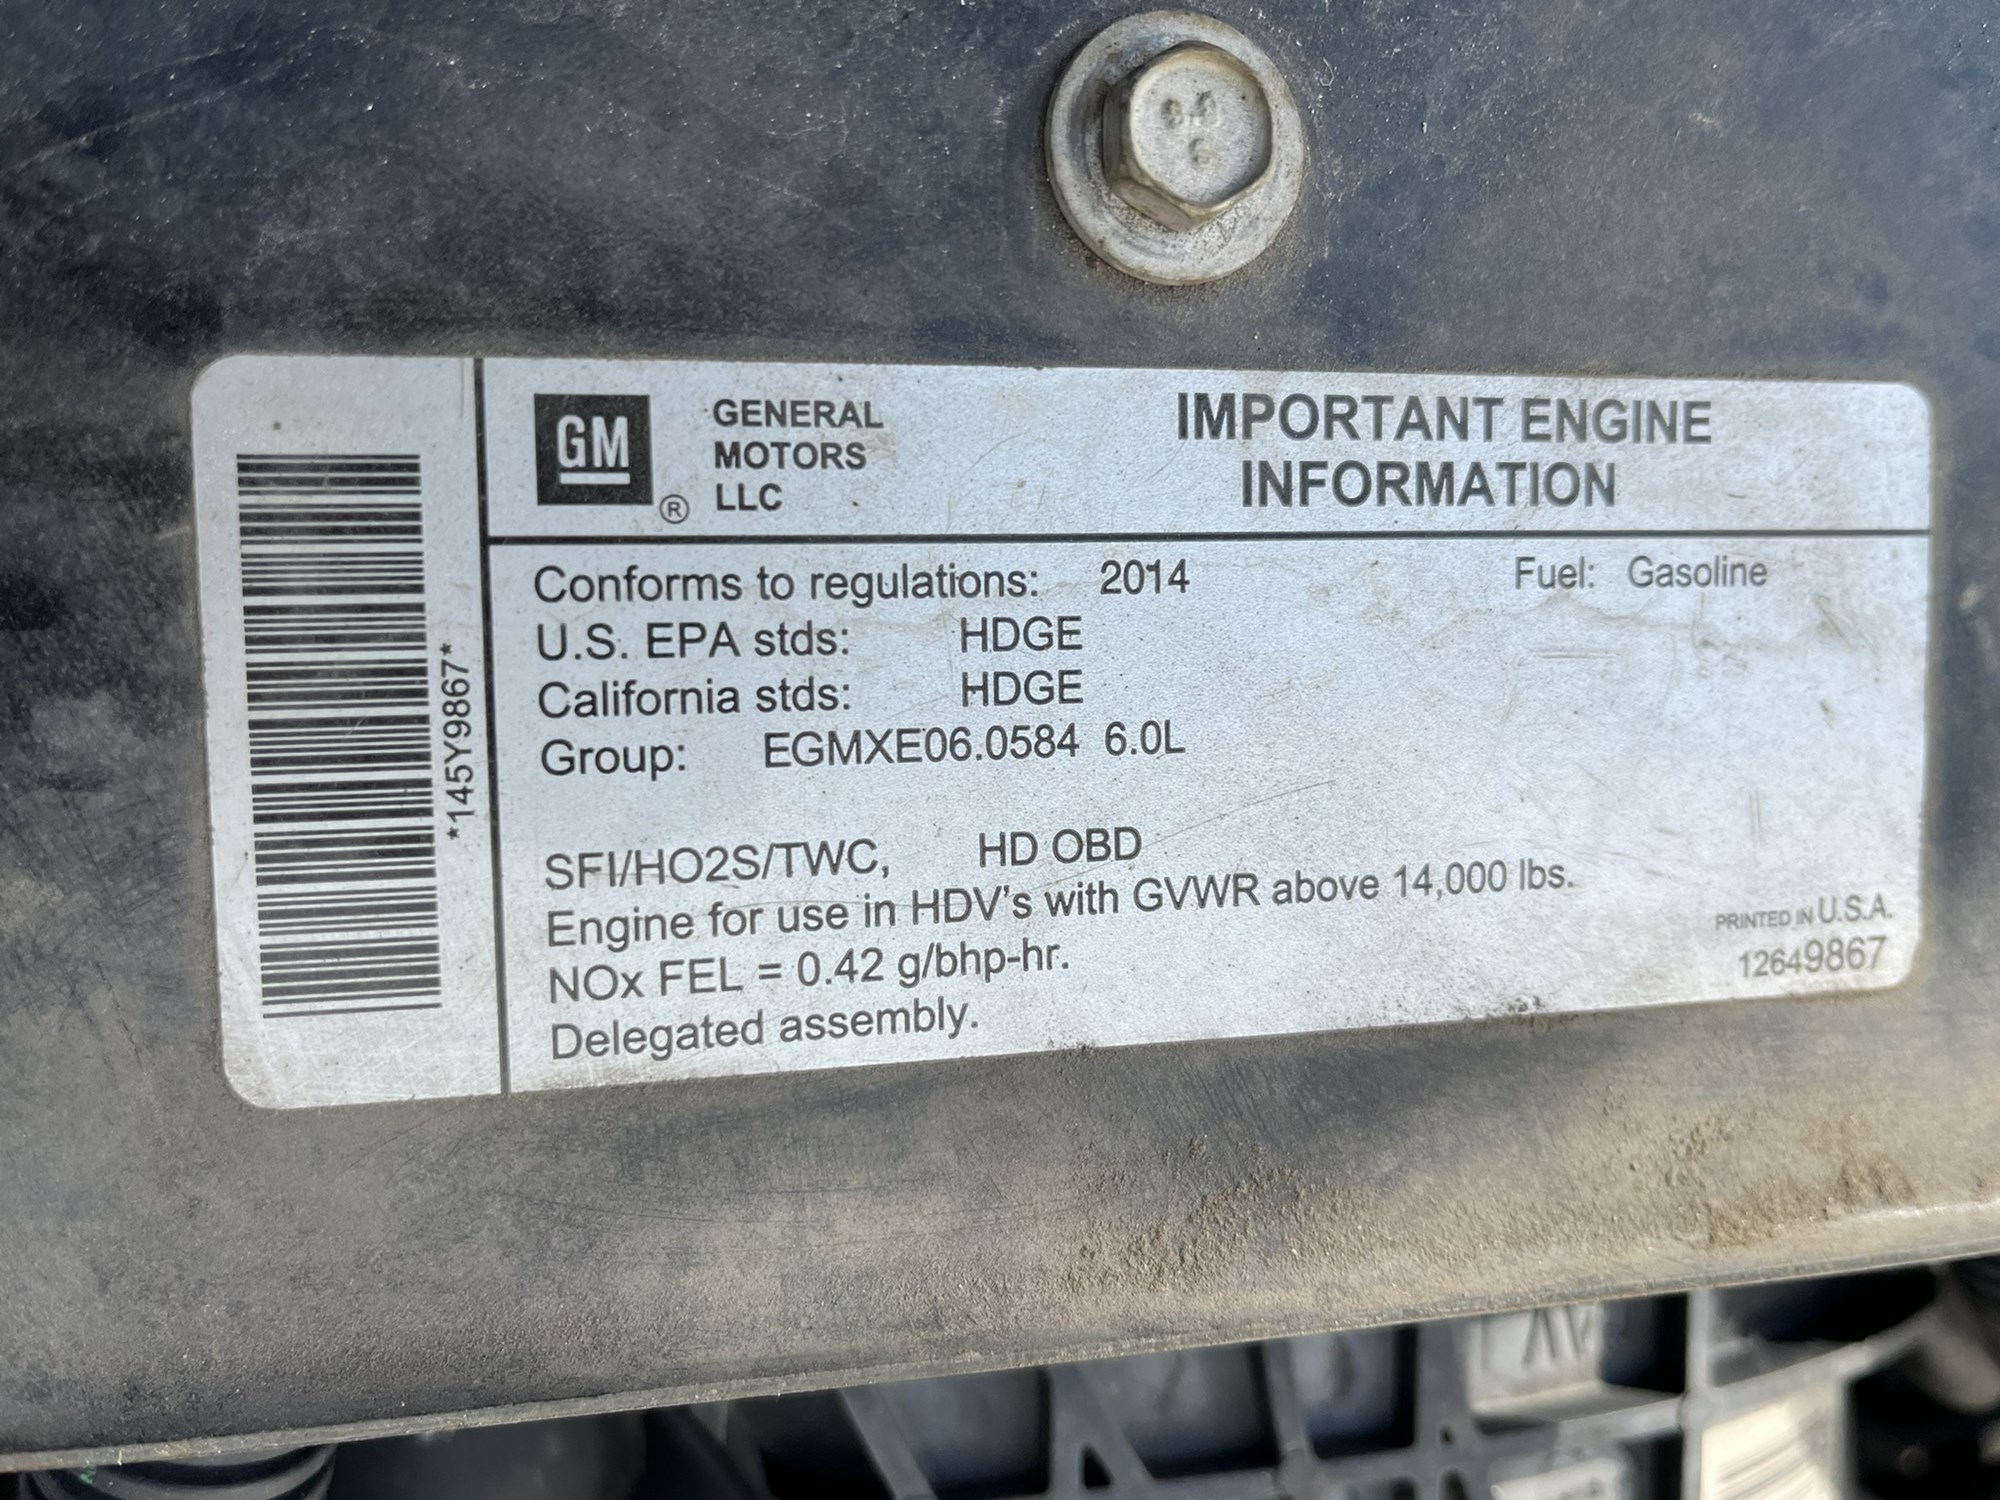 GM
®
GENERAL
MOTORS
LLC
IMPORTANT ENGINE
INFORMATION
*145Y9867*
Conforms to regulations: 2014 Fuel: Gasoline
U.S. EPA stds: HDGE
California stds: HDGE
Group: EGMXE06.0584 6.0L
SFI/HO2S/TWC, HD OBD
Engine for use in HDV's with GVWR above 14,000 lbs.
NOx FEL = 0.42 g/bhp-hr.
Delegated assembly.
PRINTED IN U.S.A.
12649867